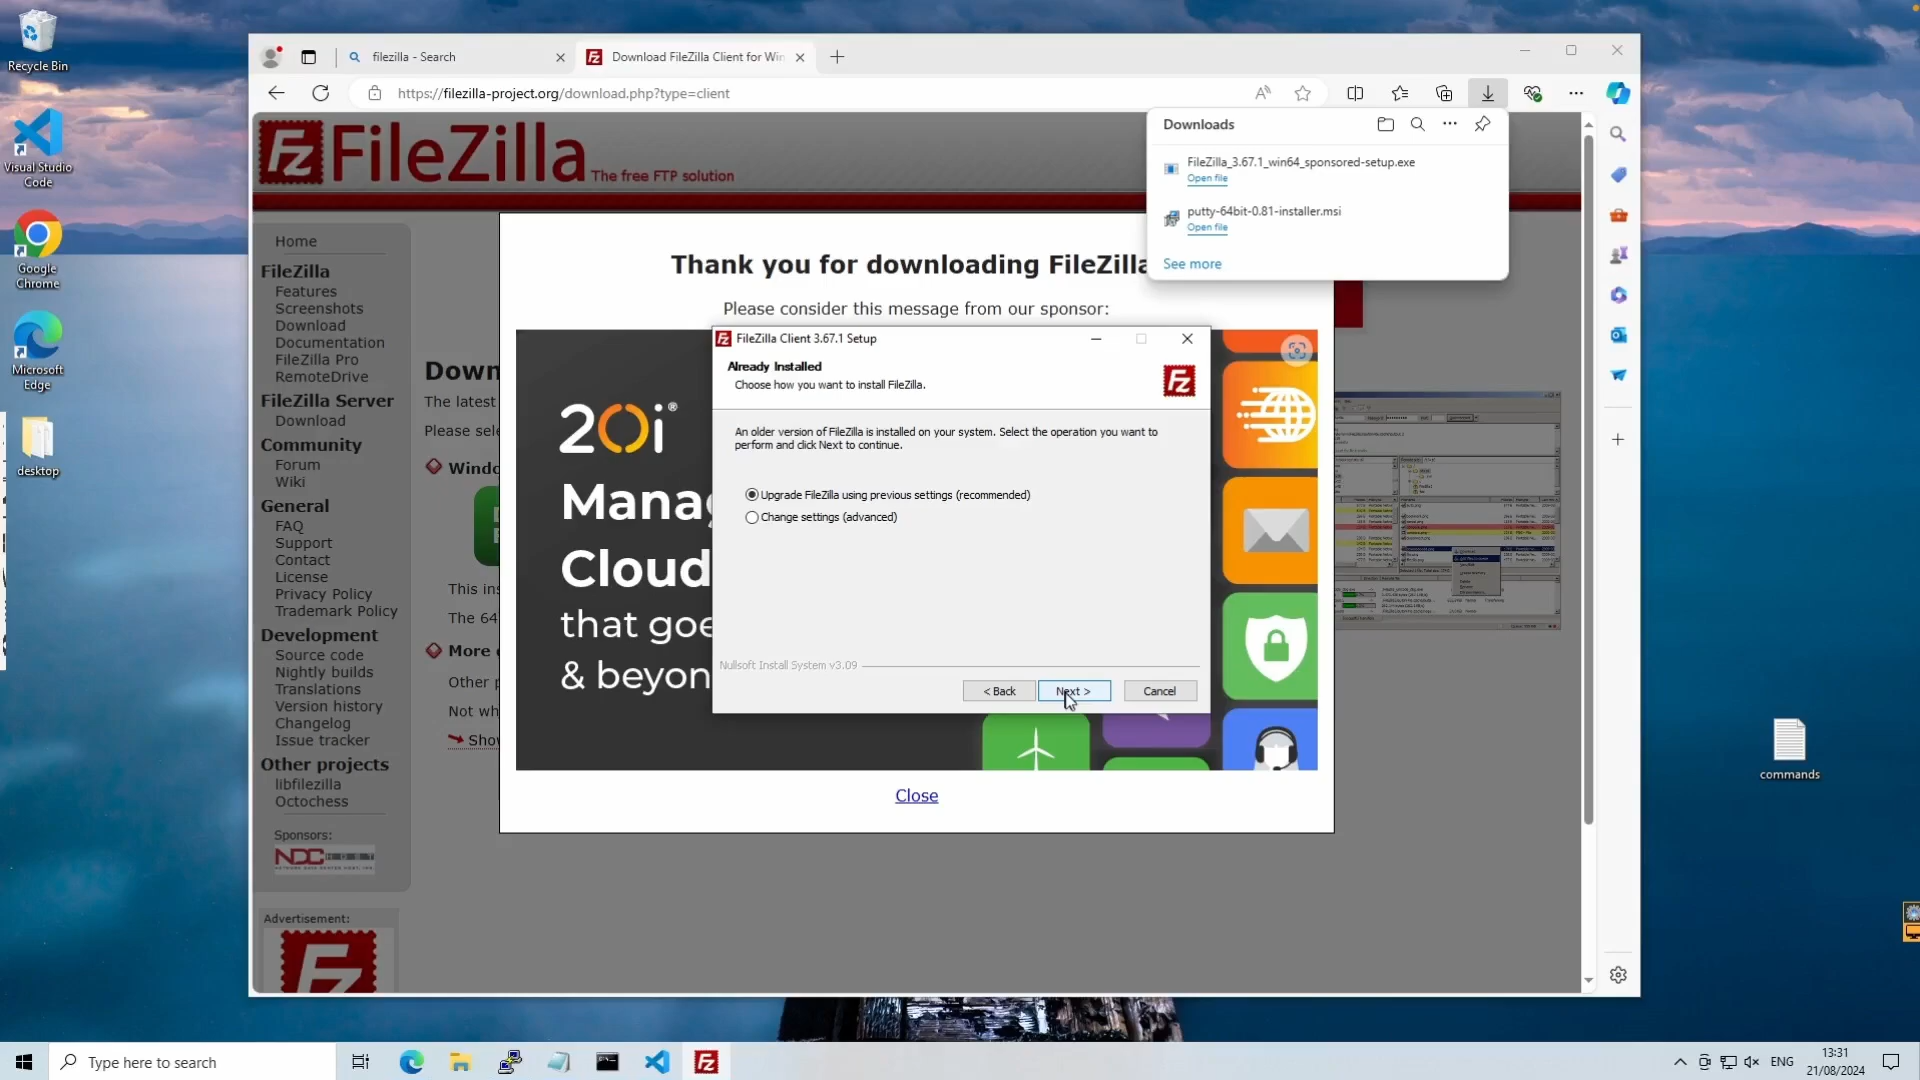 Recycle Bin
Visual Studio
Code
Google
Chrome
Microsoft
Edge
desktop
commands
filezilla - Search
Download FileZilla Client for Win
https://filezilla-project.org/download.php?type=client
Downloads
FileZilla_3.67.1_win64_sponsored-setup.exe
Open file
putty-64bit-0.81-installer.msi
Open file
See more
FileZilla The free FTP solution
Home
FileZilla
Features
Screenshots
Download
Documentation
FileZilla Pro
RemoteDrive
FileZilla Server
Download
Community
Forum
Wiki
General
FAQ
Support
Contact
License
Privacy Policy
Trademark Policy
Development
Source code
Nightly builds
Translations
Version history
Changelog
Issue tracker
Other projects
libfilezilla
Octochess
Sponsors:
Advertisement:
Down
The latest
Please sele
Windo
This ins
The 64
More
Other p
Not wh
Show
Thank you for downloading FileZilla
Please consider this message from our sponsor:
20i®
Manag
Cloud
that goe
& beyon
Close
FileZilla Client 3.67.1 Setup
Already Installed
Choose how you want to install FileZilla.
An older version of FileZilla is installed on your system. Select the operation you want to
perform and click Next to continue.
Upgrade FileZilla using previous settings (recommended)
Change settings (advanced)
Nullsoft Install System v3.09
< Back
Next >
Cancel
Type here to search
ENG
13:31
21/08/2024